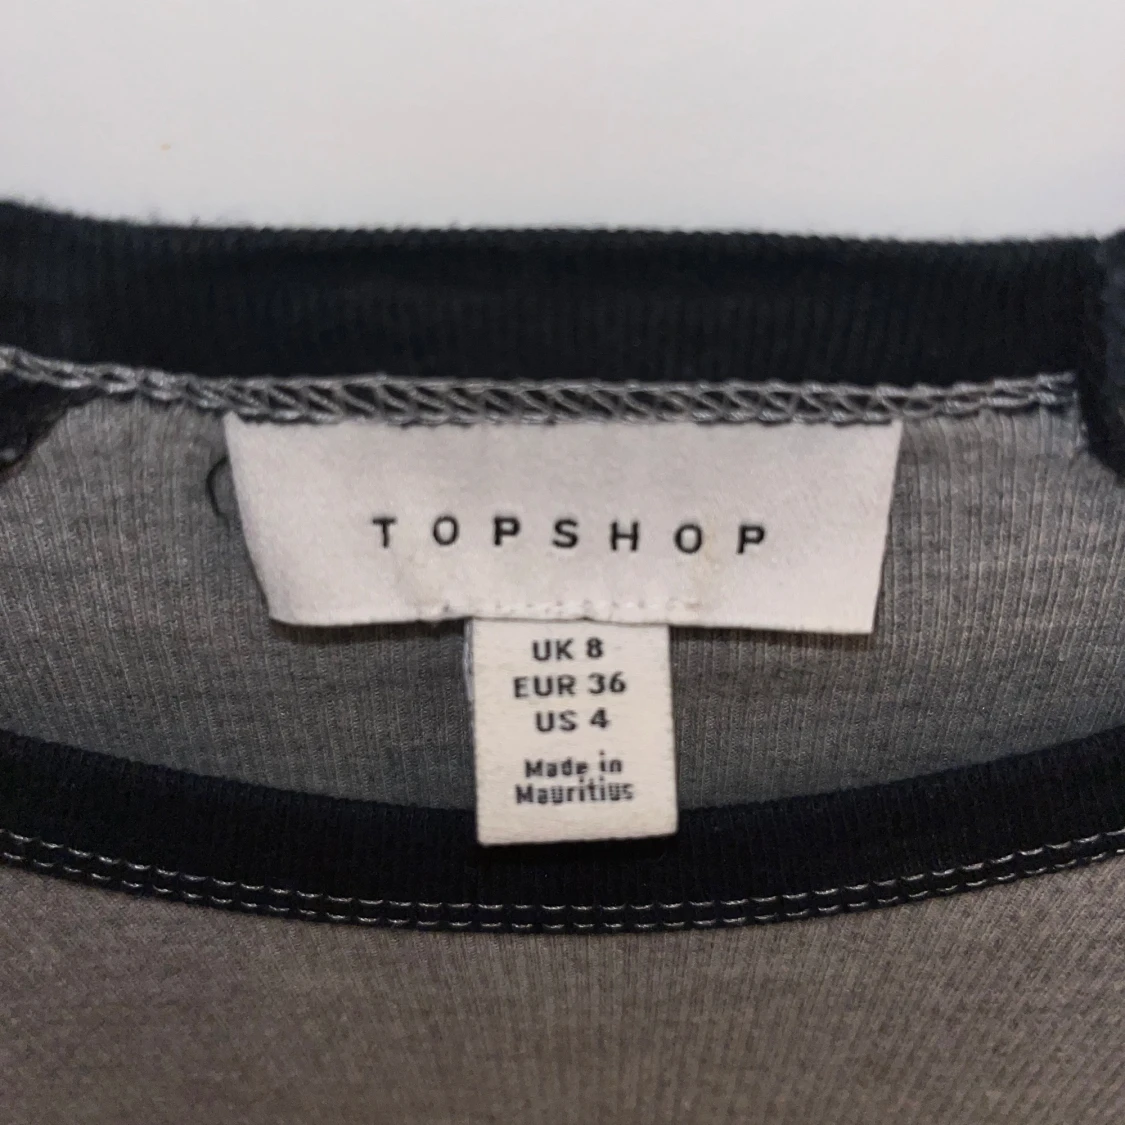 TOPSHOP
UK 8
EUR 36
US 4
Made in
Mauritius